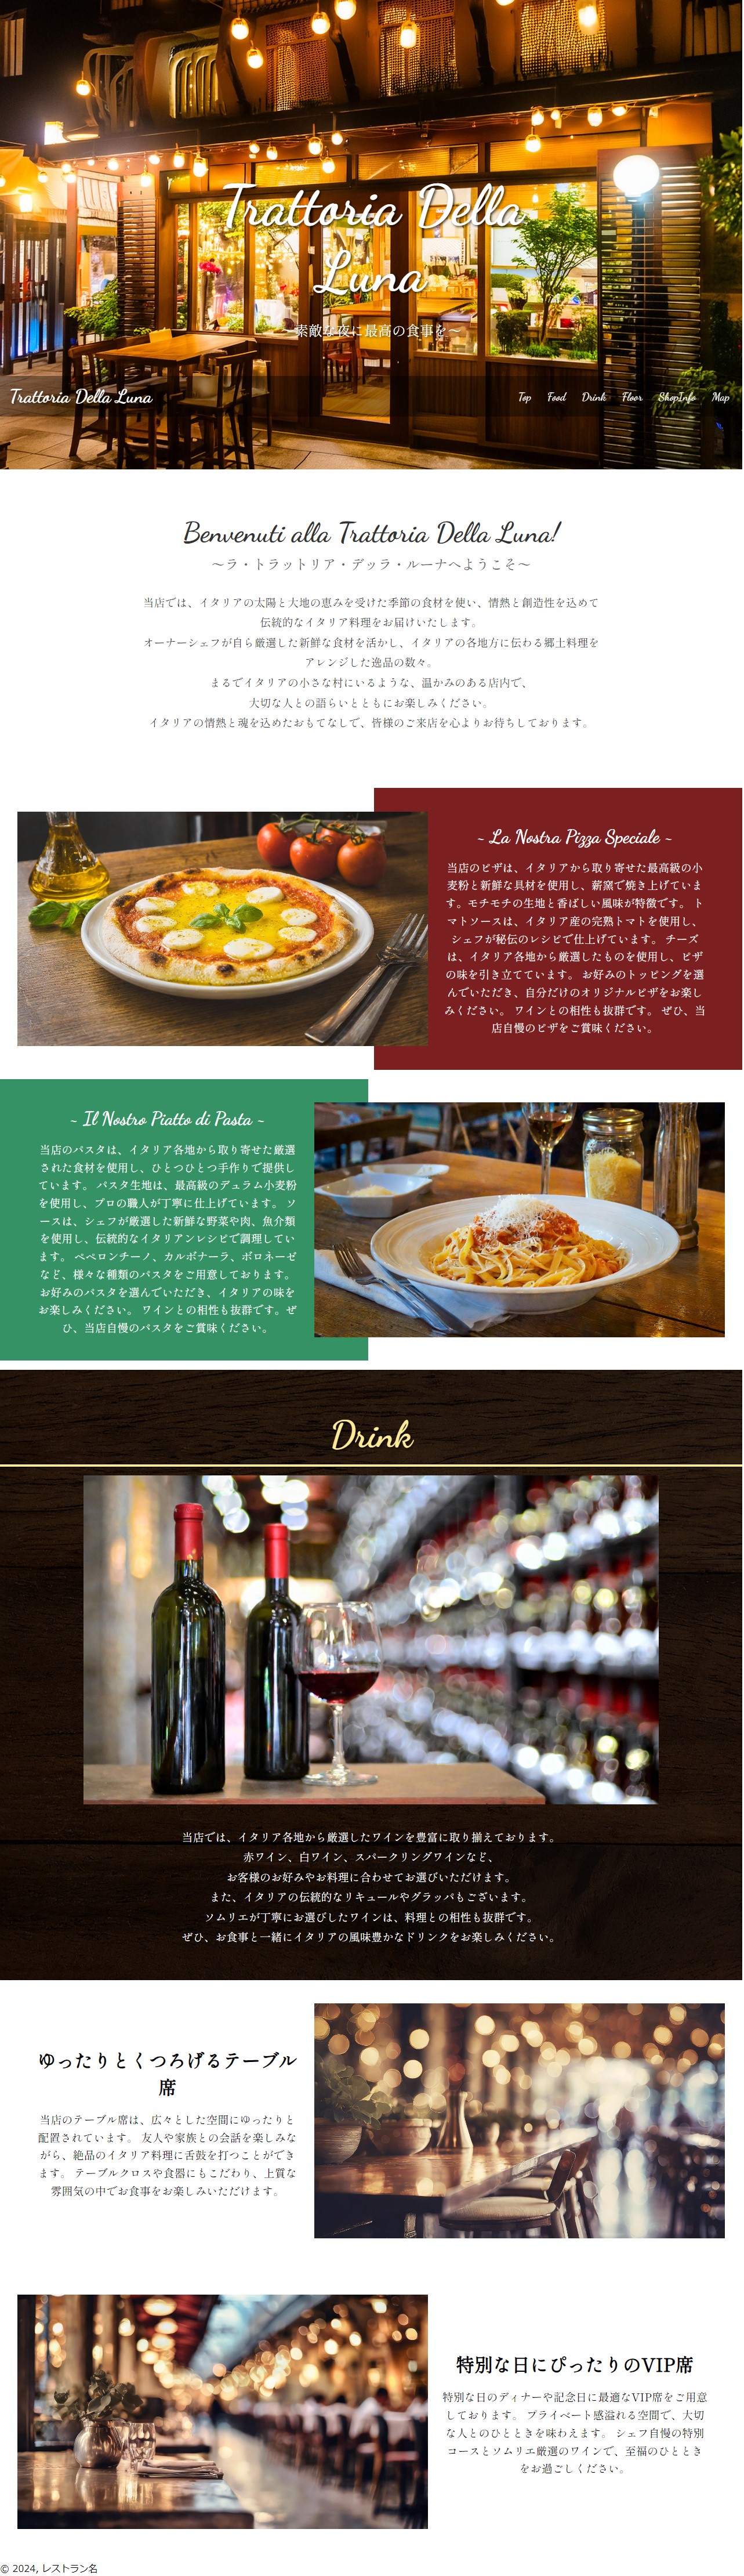 Trattoria Della
Luna
～素敵な夜に最高の食事を～
Trattoria Della Luna
Top Food Drink Floor ShopInfo Map
Benvenuti alla Trattoria Della Luna!
～ラ・トラットリア・デッラ・ルーナへようこそ～
当店では、イタリアの太陽と大地の恵みを受けた季節の食材を使い、情熱と創造性を込めて
伝統的なイタリア料理をお届けいたします。
オーナーシェフが自ら厳選した新鮮な食材を活かし、イタリアの各地方に伝わる郷土料理を
アレンジした逸品の数々。
まるでイタリアの小さな村にいるような、温かみのある店内で、
大切な人との語らいとともにお楽しみください。
イタリアの情熱と魂を込めたおもてなしで、皆様のご来店を心よりお待ちしております。
~ La Nostra Pizza Speciale ~
当店のピザは、イタリアから取り寄せた最高級の小
麦粉と新鮮な具材を使用し、薪窯で焼き上げていま
す。モチモチの生地と香ばしい風味が特徴です。 ト
マトソースは、イタリア産の完熟トマトを使用し、
シェフが秘伝のレシピで仕上げています。 チーズ
は、イタリア各地から厳選したものを使用し、ピザ
の味を引き立てています。 お好みのトッピングを選
んでいただき、自分だけのオリジナルピザをお楽し
みください。 ワインとの相性も抜群です。 ぜひ、当
店自慢のピザをご賞味ください。
~ Il Nostro Piatto di Pasta ~
当店のパスタは、イタリア各地から取り寄せた厳選
された食材を使用し、ひとつひとつ手作りで提供し
ています。 パスタ生地は、最高級のデュラム小麦粉
を使用し、プロの職人が丁寧に仕上げています。 ソ
ースは、シェフが厳選した新鮮な野菜や肉、魚介類
を使用し、伝統的なイタリアンレシピで調理してい
ます。 ペペロンチーノ、カルボナーラ、ボロネーゼ
など、様々な種類のパスタをご用意しております。
お好みのパスタを選んでいただき、イタリアの味をお
楽しみください。 ワインとの相性も抜群です。ぜ
ひ、当店自慢のパスタをご賞味ください。
Drink
当店では、イタリア各地から厳選したワインを豊富に取り揃えております。
赤ワイン、白ワイン、スパークリングワインなど、
お客様のお好みやお料理に合わせてお選びいただけます。
また、イタリアの伝統的なリキュールやグラッパもございます。
ソムリエが丁寧にお選びしたワインは、料理との相性も抜群です。
ぜひ、お食事と一緒にイタリアの風味豊かなドリンクをお楽しみください。
ゆったりとくつろげるテーブル
席
当店のテーブル席は、広々とした空間にゆったりと
配置されています。 友人や家族との会話を楽しみな
がら、絶品のイタリア料理に舌鼓を打つことができ
ます。 テーブルクロスや食器にもこだわり、上質な
雰囲気の中でお食事をお楽しみいただけます。
特別な日にぴったりのVIP席
特別な日のディナーや記念日に最適なVIP席をご用意
しております。 プライベート感溢れる空間で、大切
な人とのひとときを味わえます。 シェフ自慢の特別
コースとソムリエ厳選のワインで、至福のひととき
をお過ごしください。
© 2024, レストラン名